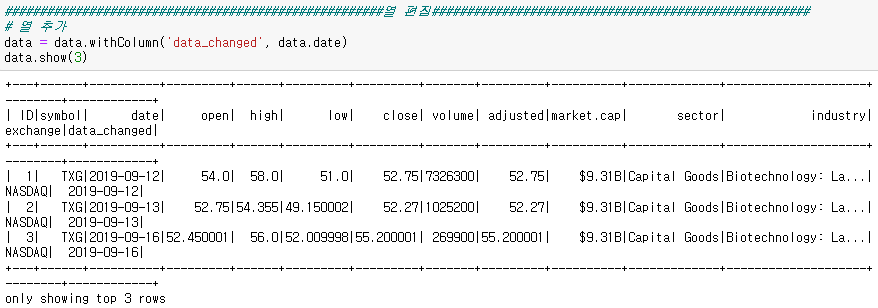 ######################################################열 편집######################################################
# 열 추가
data = data.withColumn('data_changed', data.date)
data.show(3)
+---+------+----------+---------+------+---------+---------+-------+---------+----------+-------------+--------------------+
--------+------------+
| ID|symbol|      date|     open|  high|      low|    close| volume| adjusted|market.cap|       sector|            industry|
exchange|data_changed|
+---+------+----------+---------+------+---------+---------+-------+---------+----------+-------------+--------------------+
--------+------------+
|  1|   TXG|2019-09-12|     54.0|  58.0|     51.0|    52.75|7326300|    52.75|    $9.31B|Capital Goods|Biotechnology: La...|
NASDAQ|  2019-09-12|
|  2|   TXG|2019-09-13|    52.75|54.355|49.150002|    52.27|1025200|    52.27|    $9.31B|Capital Goods|Biotechnology: La...|
NASDAQ|  2019-09-13|
|  3|   TXG|2019-09-16|52.450001|  56.0|52.009998|55.200001| 269900|55.200001|    $9.31B|Capital Goods|Biotechnology: La...|
NASDAQ|  2019-09-16|
+---+------+----------+---------+------+---------+---------+-------+---------+----------+-------------+--------------------+
--------+------------+
only showing top 3 rows